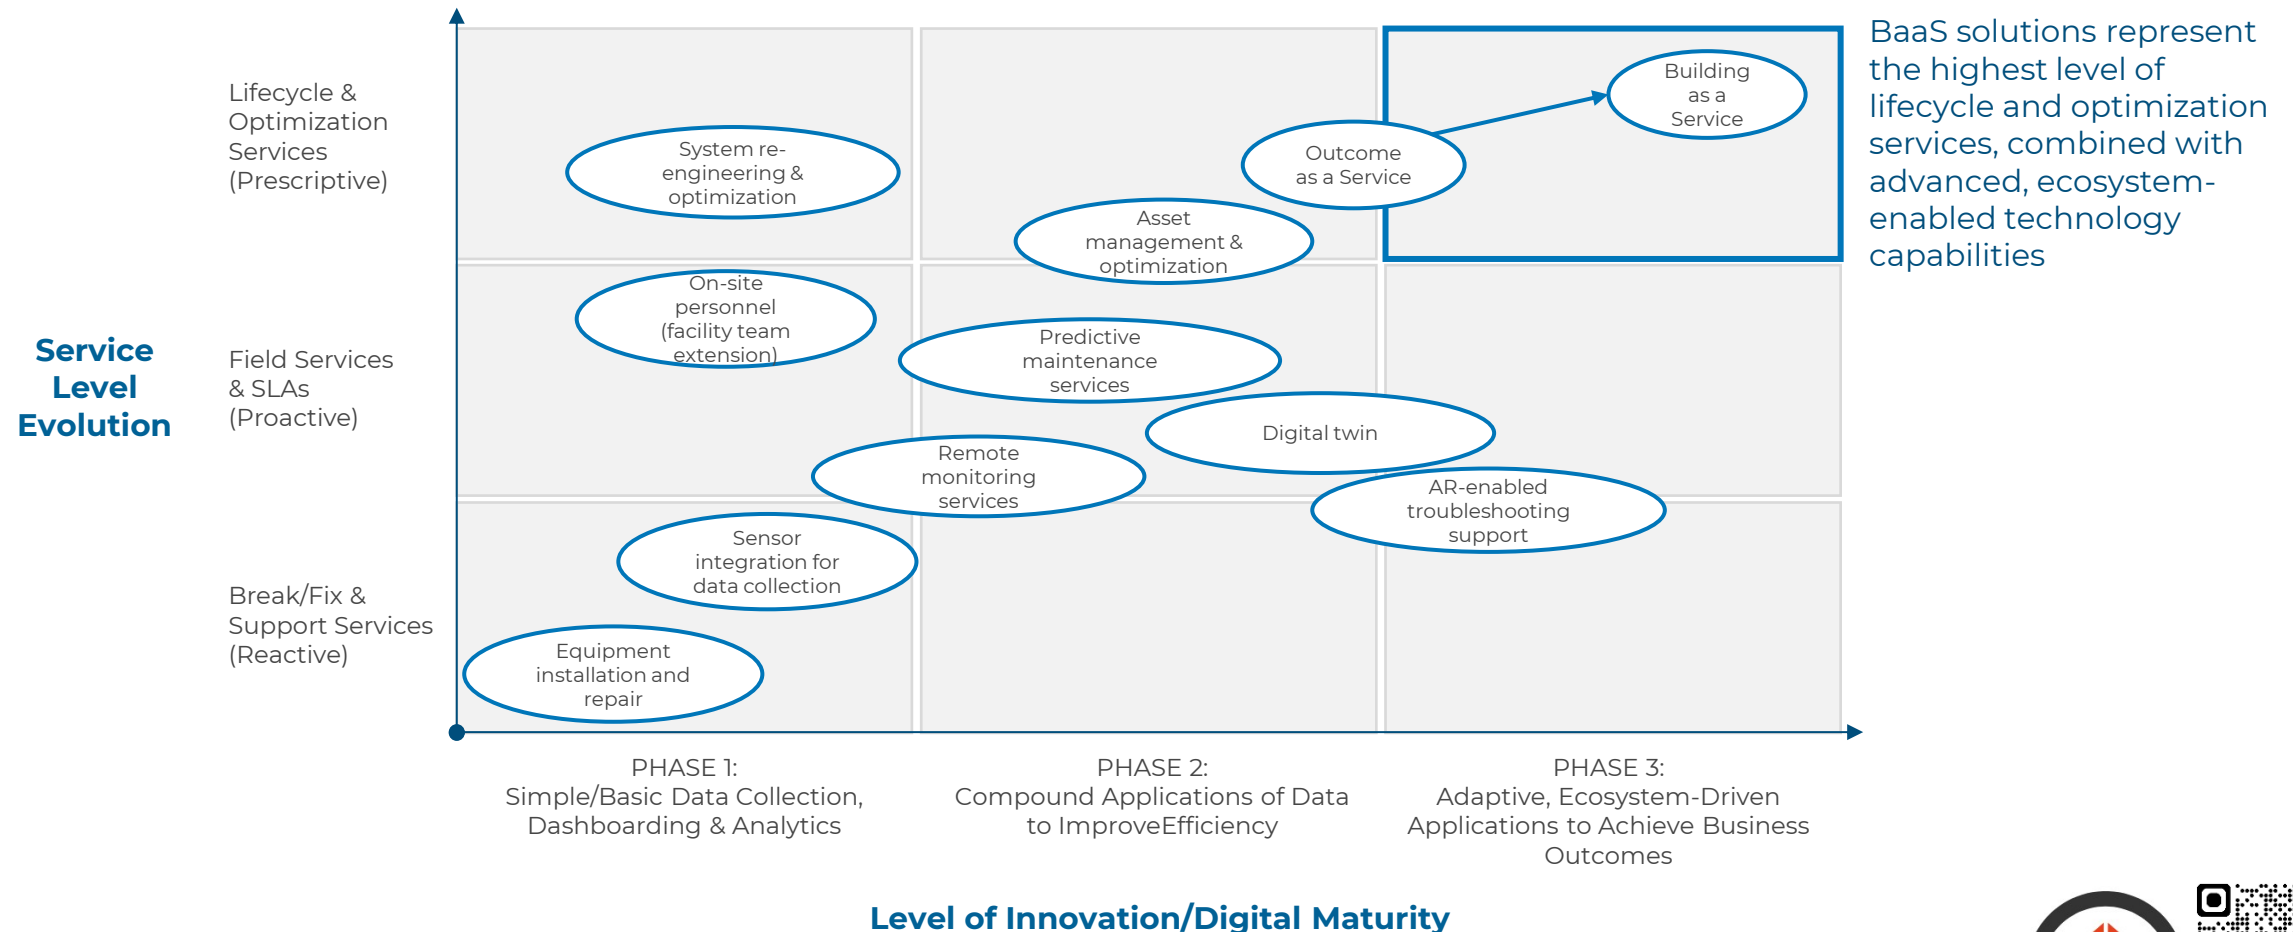 BaaS solutions represent
the highest level of
lifecycle and optimization
services, combined with
advanced, ecosystem-
enabled technology
capabilities
Service
Level
Evolution
Lifecycle &
Optimization
Services
(Prescriptive)
Field Services
& SLAs
(Proactive)
Break/Fix &
Support Services
(Reactive)
Building
as a
Service
Outcome
as a Service
System re-
engineering &
optimization
Asset
management &
optimization
On-site
personnel
(facility team
extension)
Predictive
maintenance
services
Digital twin
Remote
monitoring
services
AR-enabled
troubleshooting
support
Sensor
integration for
data collection
Equipment
installation and
repair
PHASE 1:
Simple/Basic Data Collection,
Dashboarding & Analytics
PHASE 2:
Compound Applications of Data
to ImproveEfficiency
PHASE 3:
Adaptive, Ecosystem-Driven
Applications to Achieve Business
Outcomes
Level of Innovation/Digital Maturity